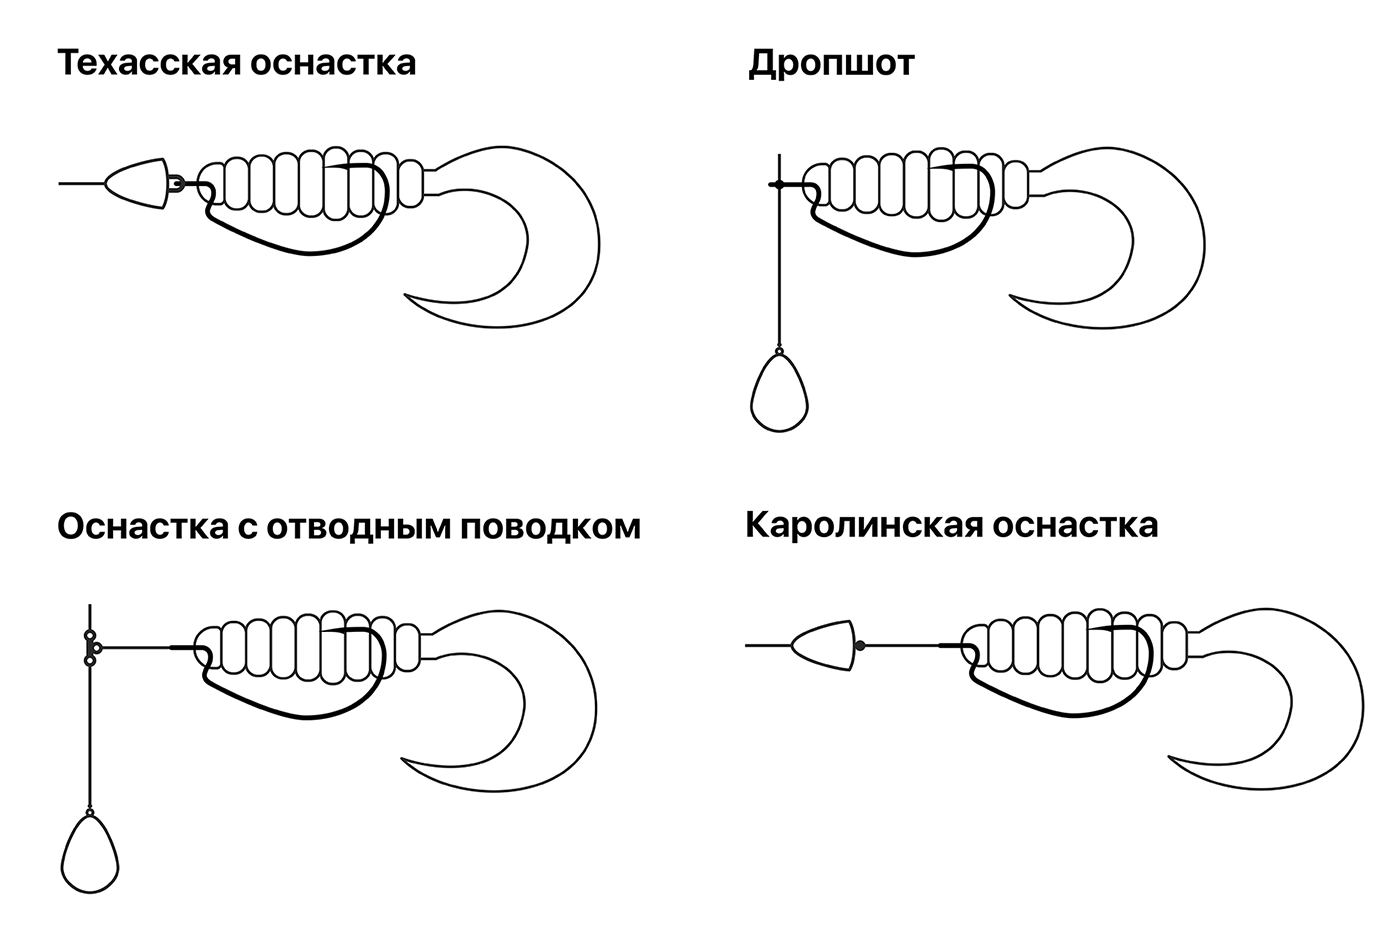 Техасская оснастка
Дропшот
Оснастка с отводным поводком
Каролинская оснастка